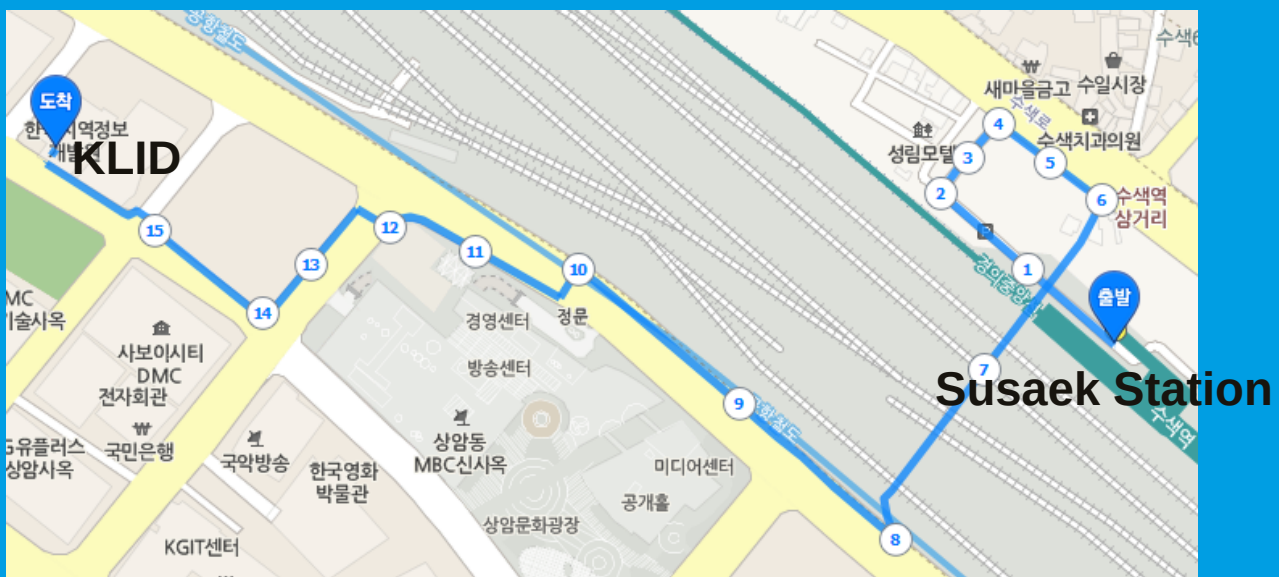 공항철도
도착
한
지역정보
KLID
MC
기술사옥
사보이시티
DMC
전자회관
국민은행
G유플러스
상암사옥
국악방송
한국영화
박물관
KGIT센터
15
14
13
12
11
10
경영센터
정문
방송센터
상암동
MBC신사옥
미디어센터
공개홀
상암문화광장
9
공항철도
8
7
수색6
새마을금고
수일시장
수색로
4
수색치과의원
성림모텔
3
5
2
6
수색역
삼거리
P
1
경의중앙선
출발
Susaek Station
수색역